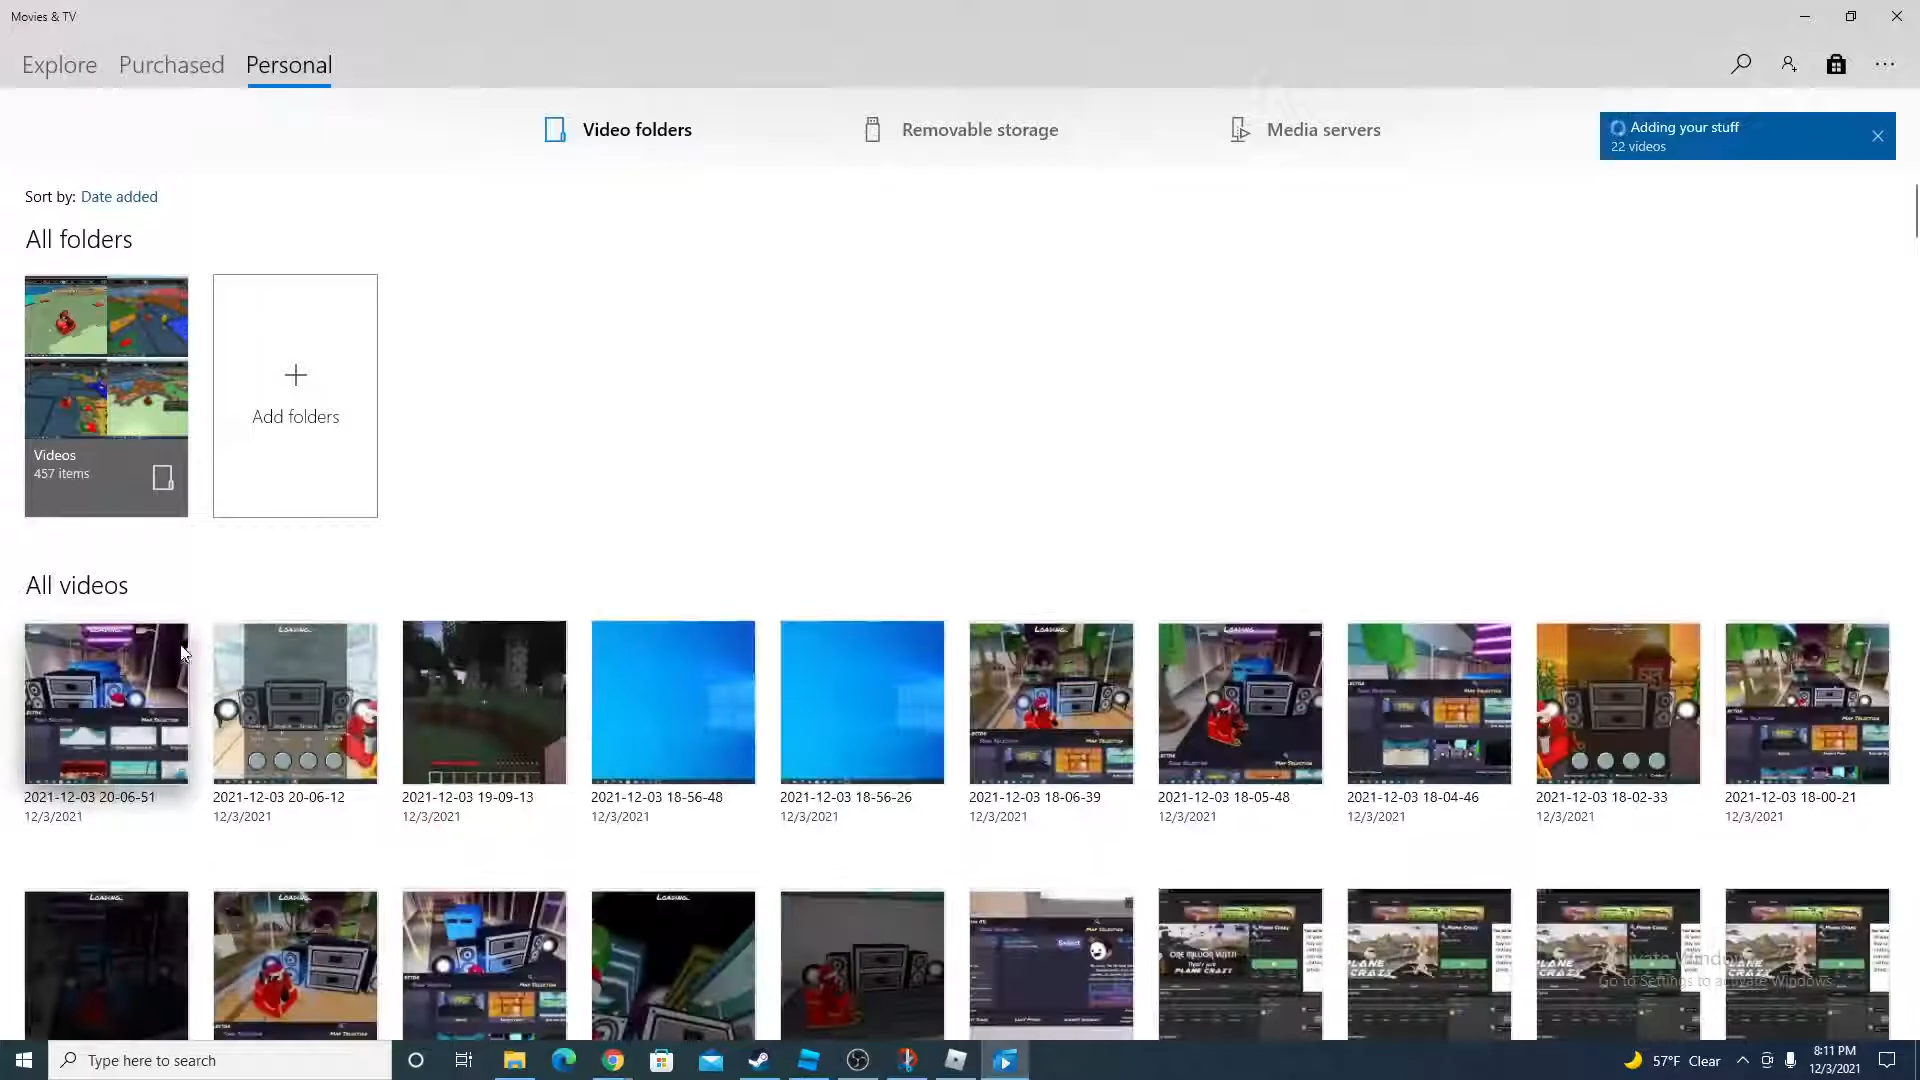 Movies & TV
Explore
Purchased
Personal
Video folders
Removable storage
Media servers
Adding your stuff
22 videos
Sort by: Date added
All folders
Videos
457 items
Add folders
All videos
2021-12-03 20-06-51
12/3/2021
2021-12-03 20-06-12
12/3/2021
2021-12-03 19-09-13
12/3/2021
2021-12-03 18-56-48
12/3/2021
2021-12-03 18-56-26
12/3/2021
2021-12-03 18-06-39
12/3/2021
2021-12-03 18-05-48
12/3/2021
2021-12-03 18-04-46
12/3/2021
2021-12-03 18-02-33
12/3/2021
2021-12-03 18-00-21
12/3/2021
Go to Settings to activate Windows.
Type here to search
57°F Clear
8:11 PM
12/3/2021